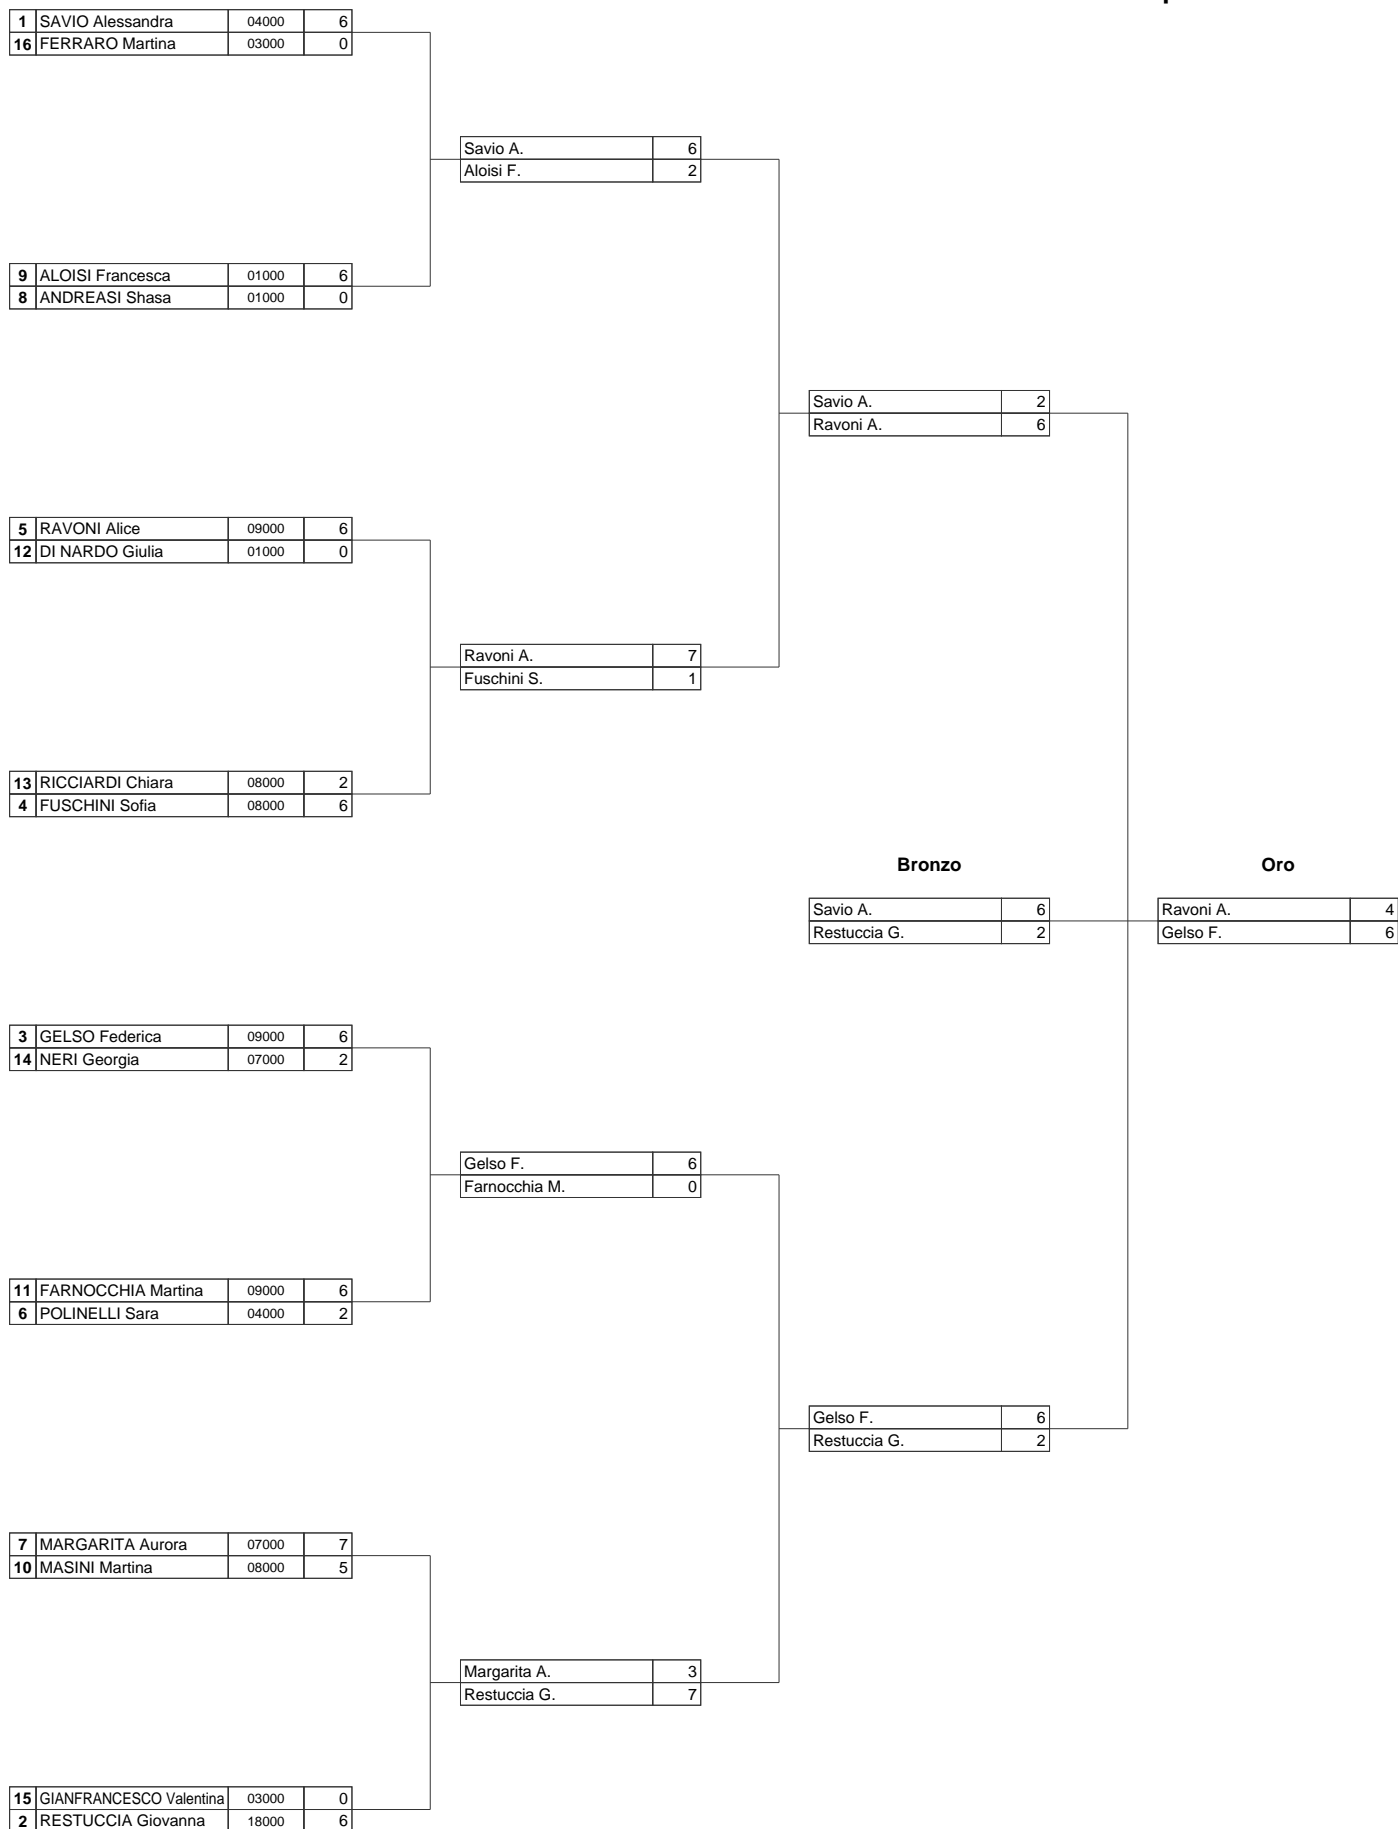 1 SAVIO Alessandra 04000 6
16 FERRARO Martina 03000 0
Savio A. 6
Aloisi F. 2
9 ALOISI Francesca 01000 6
8 ANDREASI Shasa 01000 0
Savio A. 2
Ravoni A. 6
5 RAVONI Alice 09000 6
12 DI NARDO Giulia 01000 0
Ravoni A. 7
Fuschini S. 1
13 RICCIARDI Chiara 08000 2
4 FUSCHINI Sofia 08000 6
Bronzo Oro
Savio A. 6 Ravoni A. 4
Restuccia G. 2 Gelso F. 6
3 GELSO Federica 09000 6
14 NERI Georgia 07000 2
Gelso F. 6
Farnocchia M. 0
11 FARNOCCHIA Martina 09000 6
6 POLINELLI Sara 04000 2
Gelso F. 6
Restuccia G. 2
7 MARGARITA Aurora 07000 7
10 MASINI Martina 08000 5
Margarita A. 3
Restuccia G. 7
15 GIANFRANCESCO Valentina 03000 0
2 RESTUCCIA Giovanna 18000 6